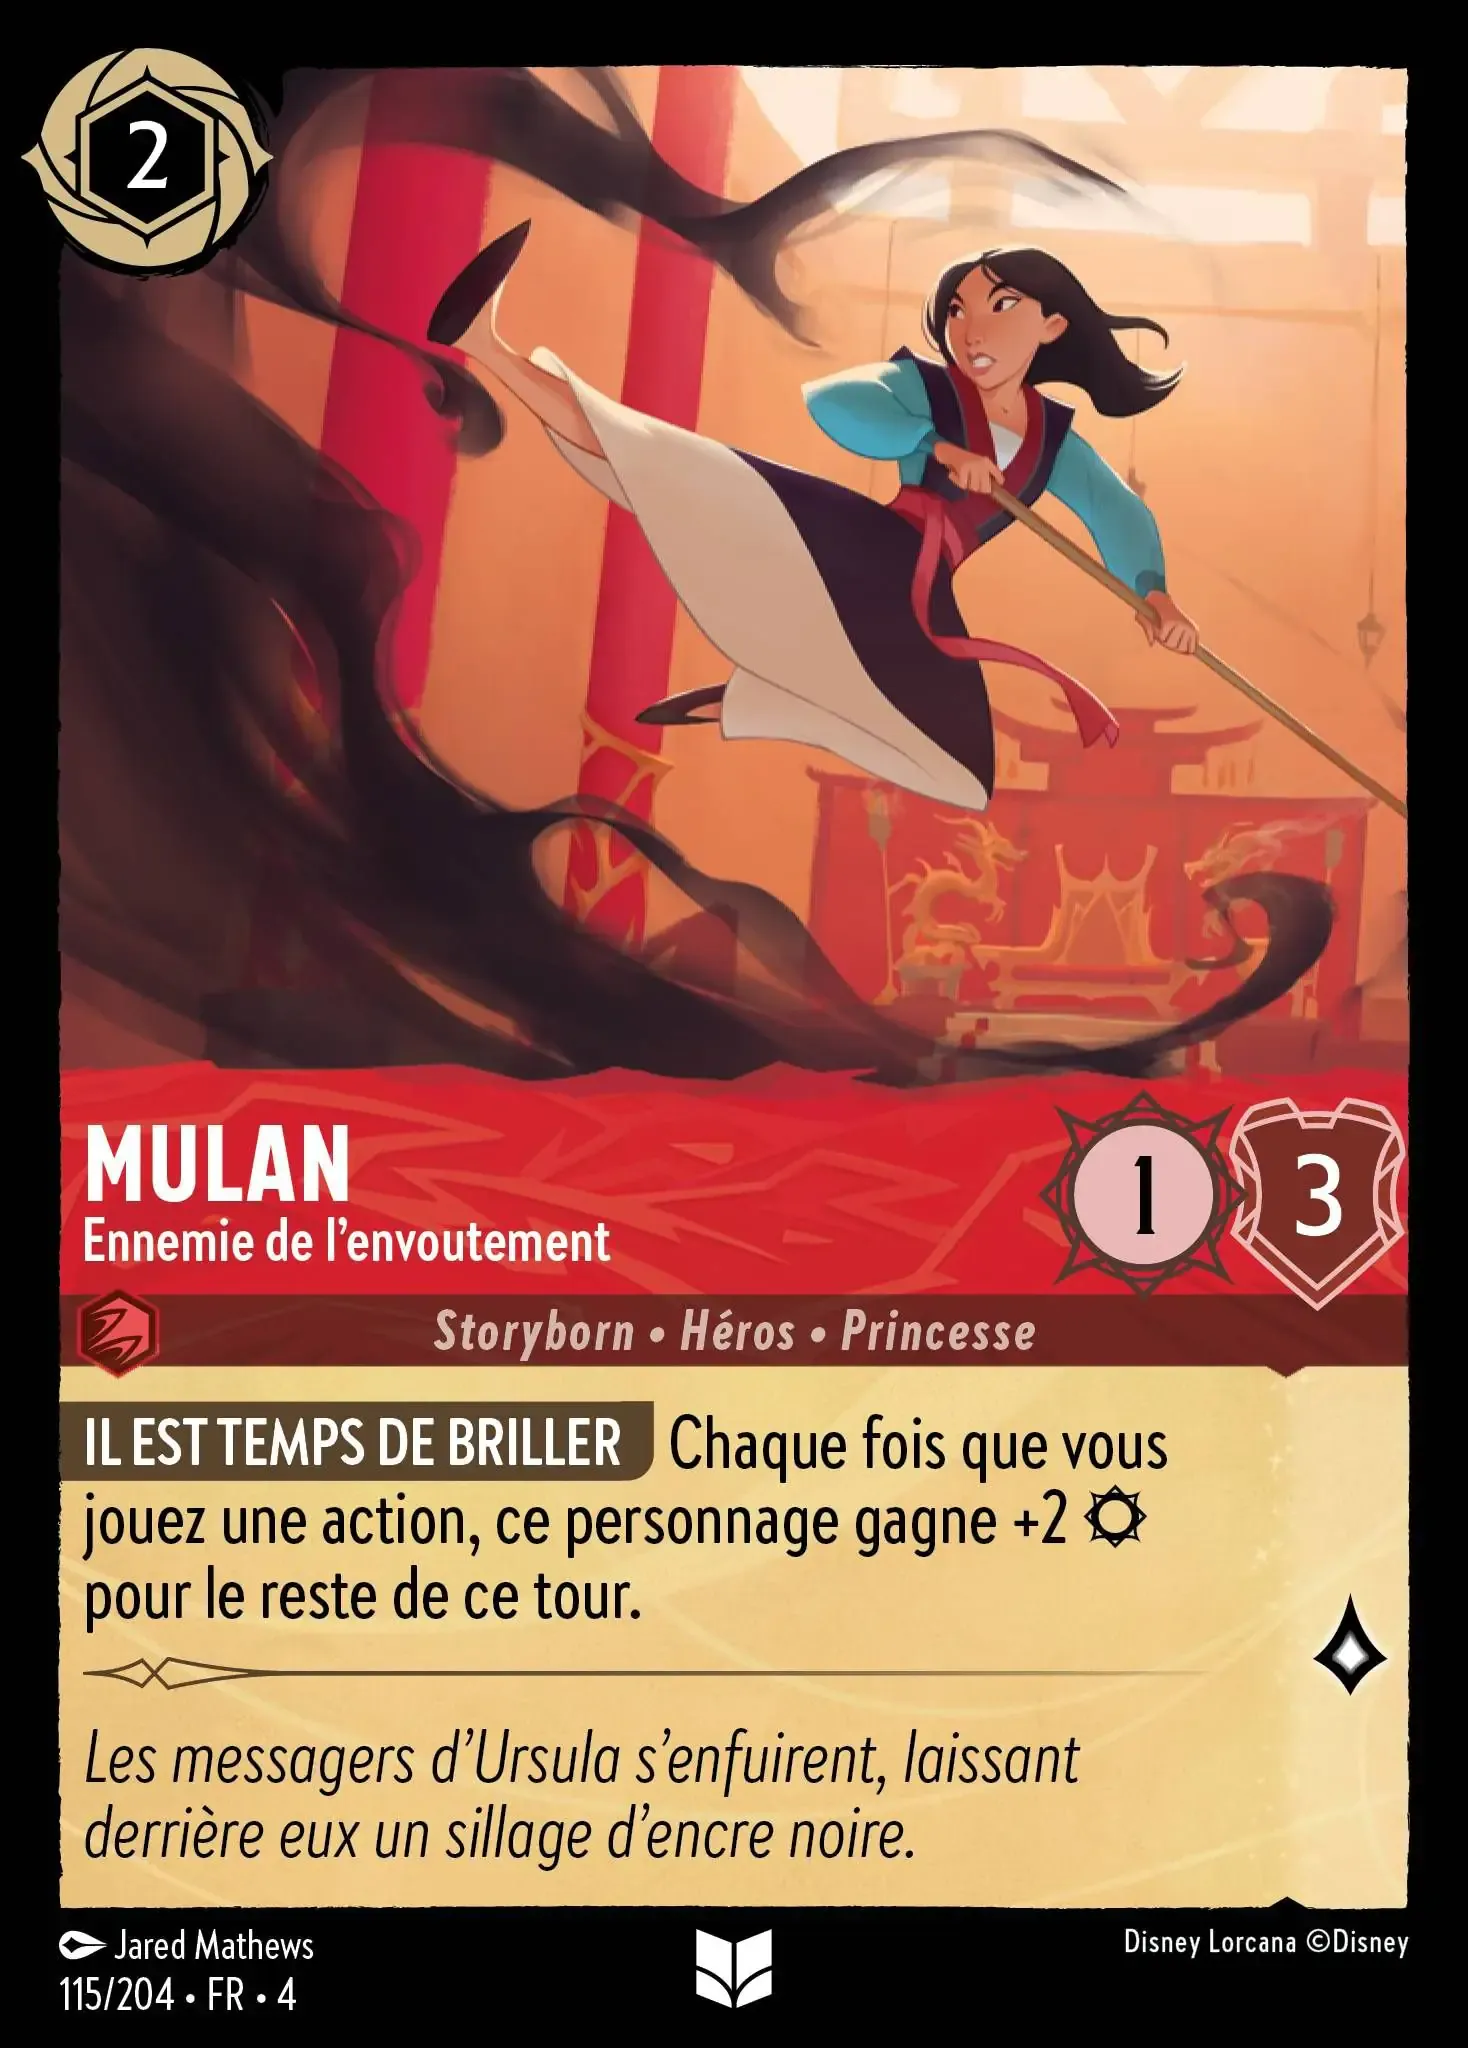 2
MULAN
Ennemie de l'envoutement
1
3
Storyborn • Héros • Princesse
IL EST TEMPS DE BRILLER Chaque fois que vous
jouez une action, ce personnage gagne +2
pour le reste de ce tour.
Les messagers d'Ursula s'enfuirent, laissant
derrière eux un sillage d'encre noire.
Jared Mathews
115/204 • FR • 4
Disney Lorcana ©Disney